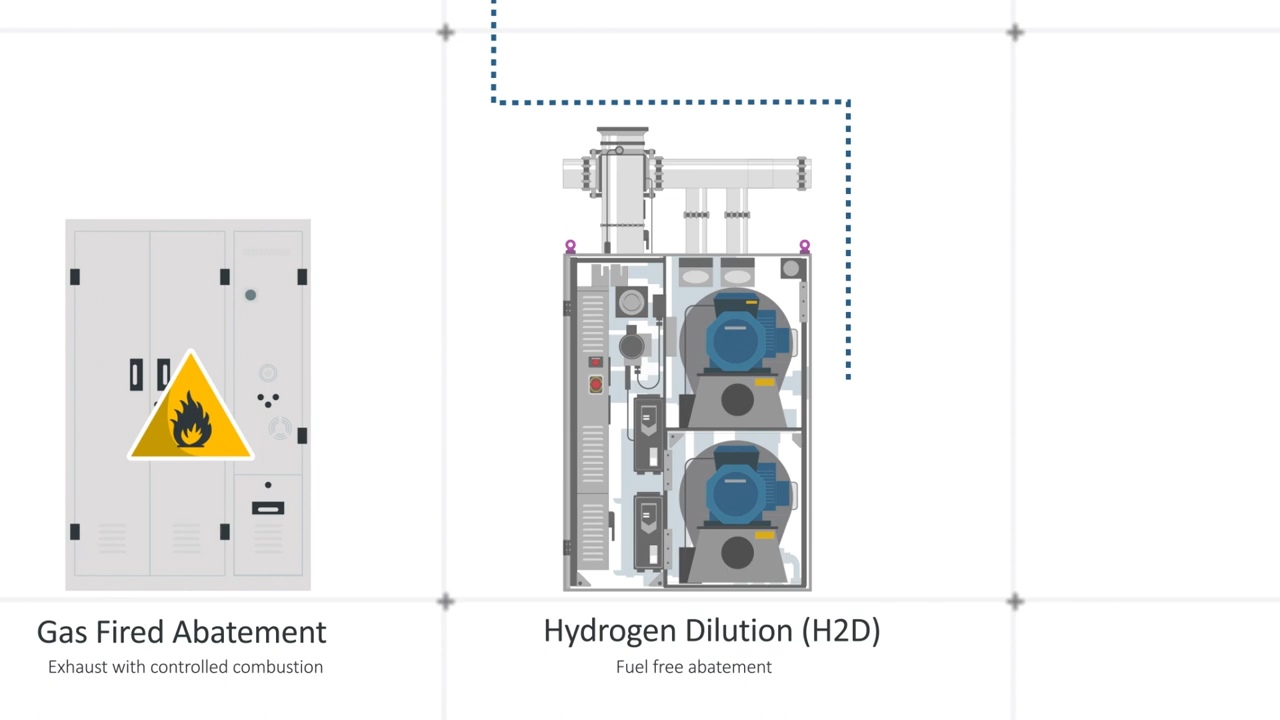 Gas Fired Abatement
Exhaust with controlled combustion
Hydrogen Dilution (H2D)
Fuel free abatement